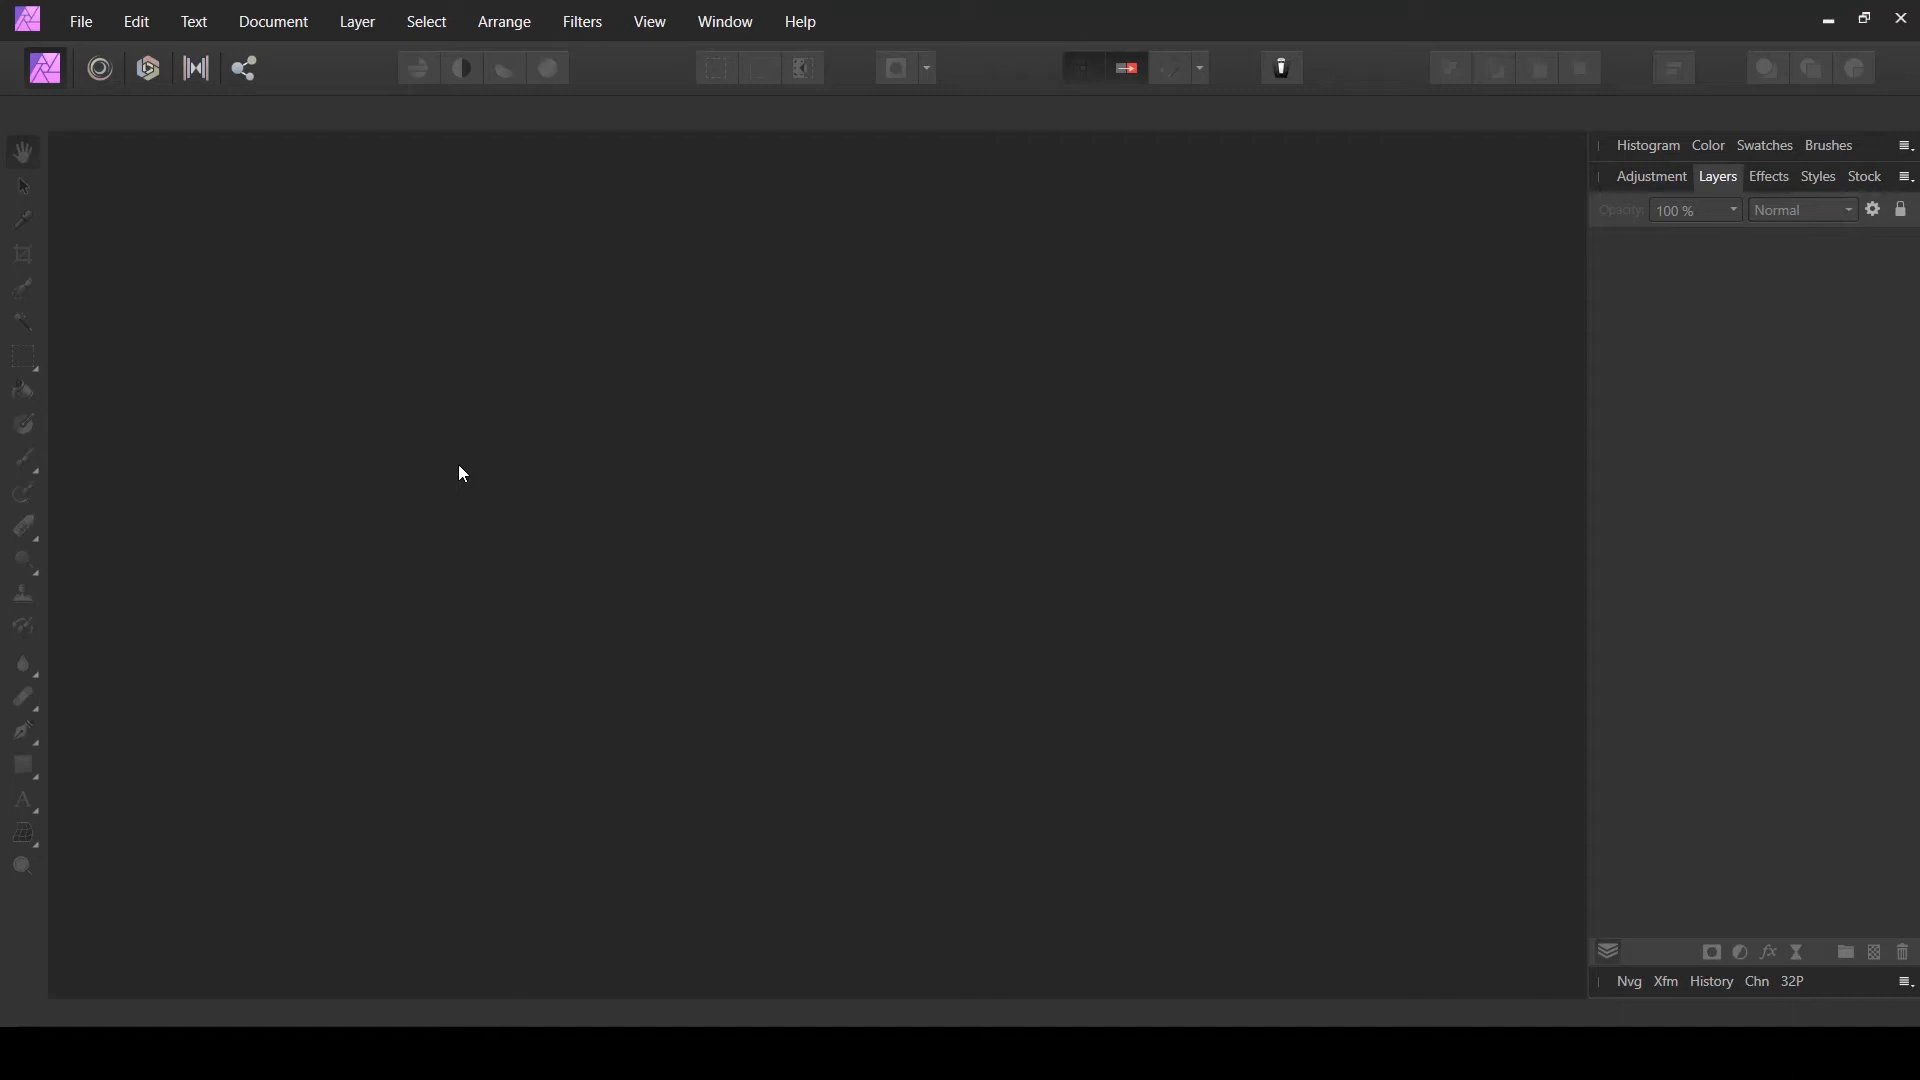 File Edit Text Document Layer Select Arrange Filters View Window Help
Histogram Color Swatches Brushes
Adjustment Layers Effects Styles Stock
Opacity: 100 % Normal
fx
Nvg Xfm History Chn 32P